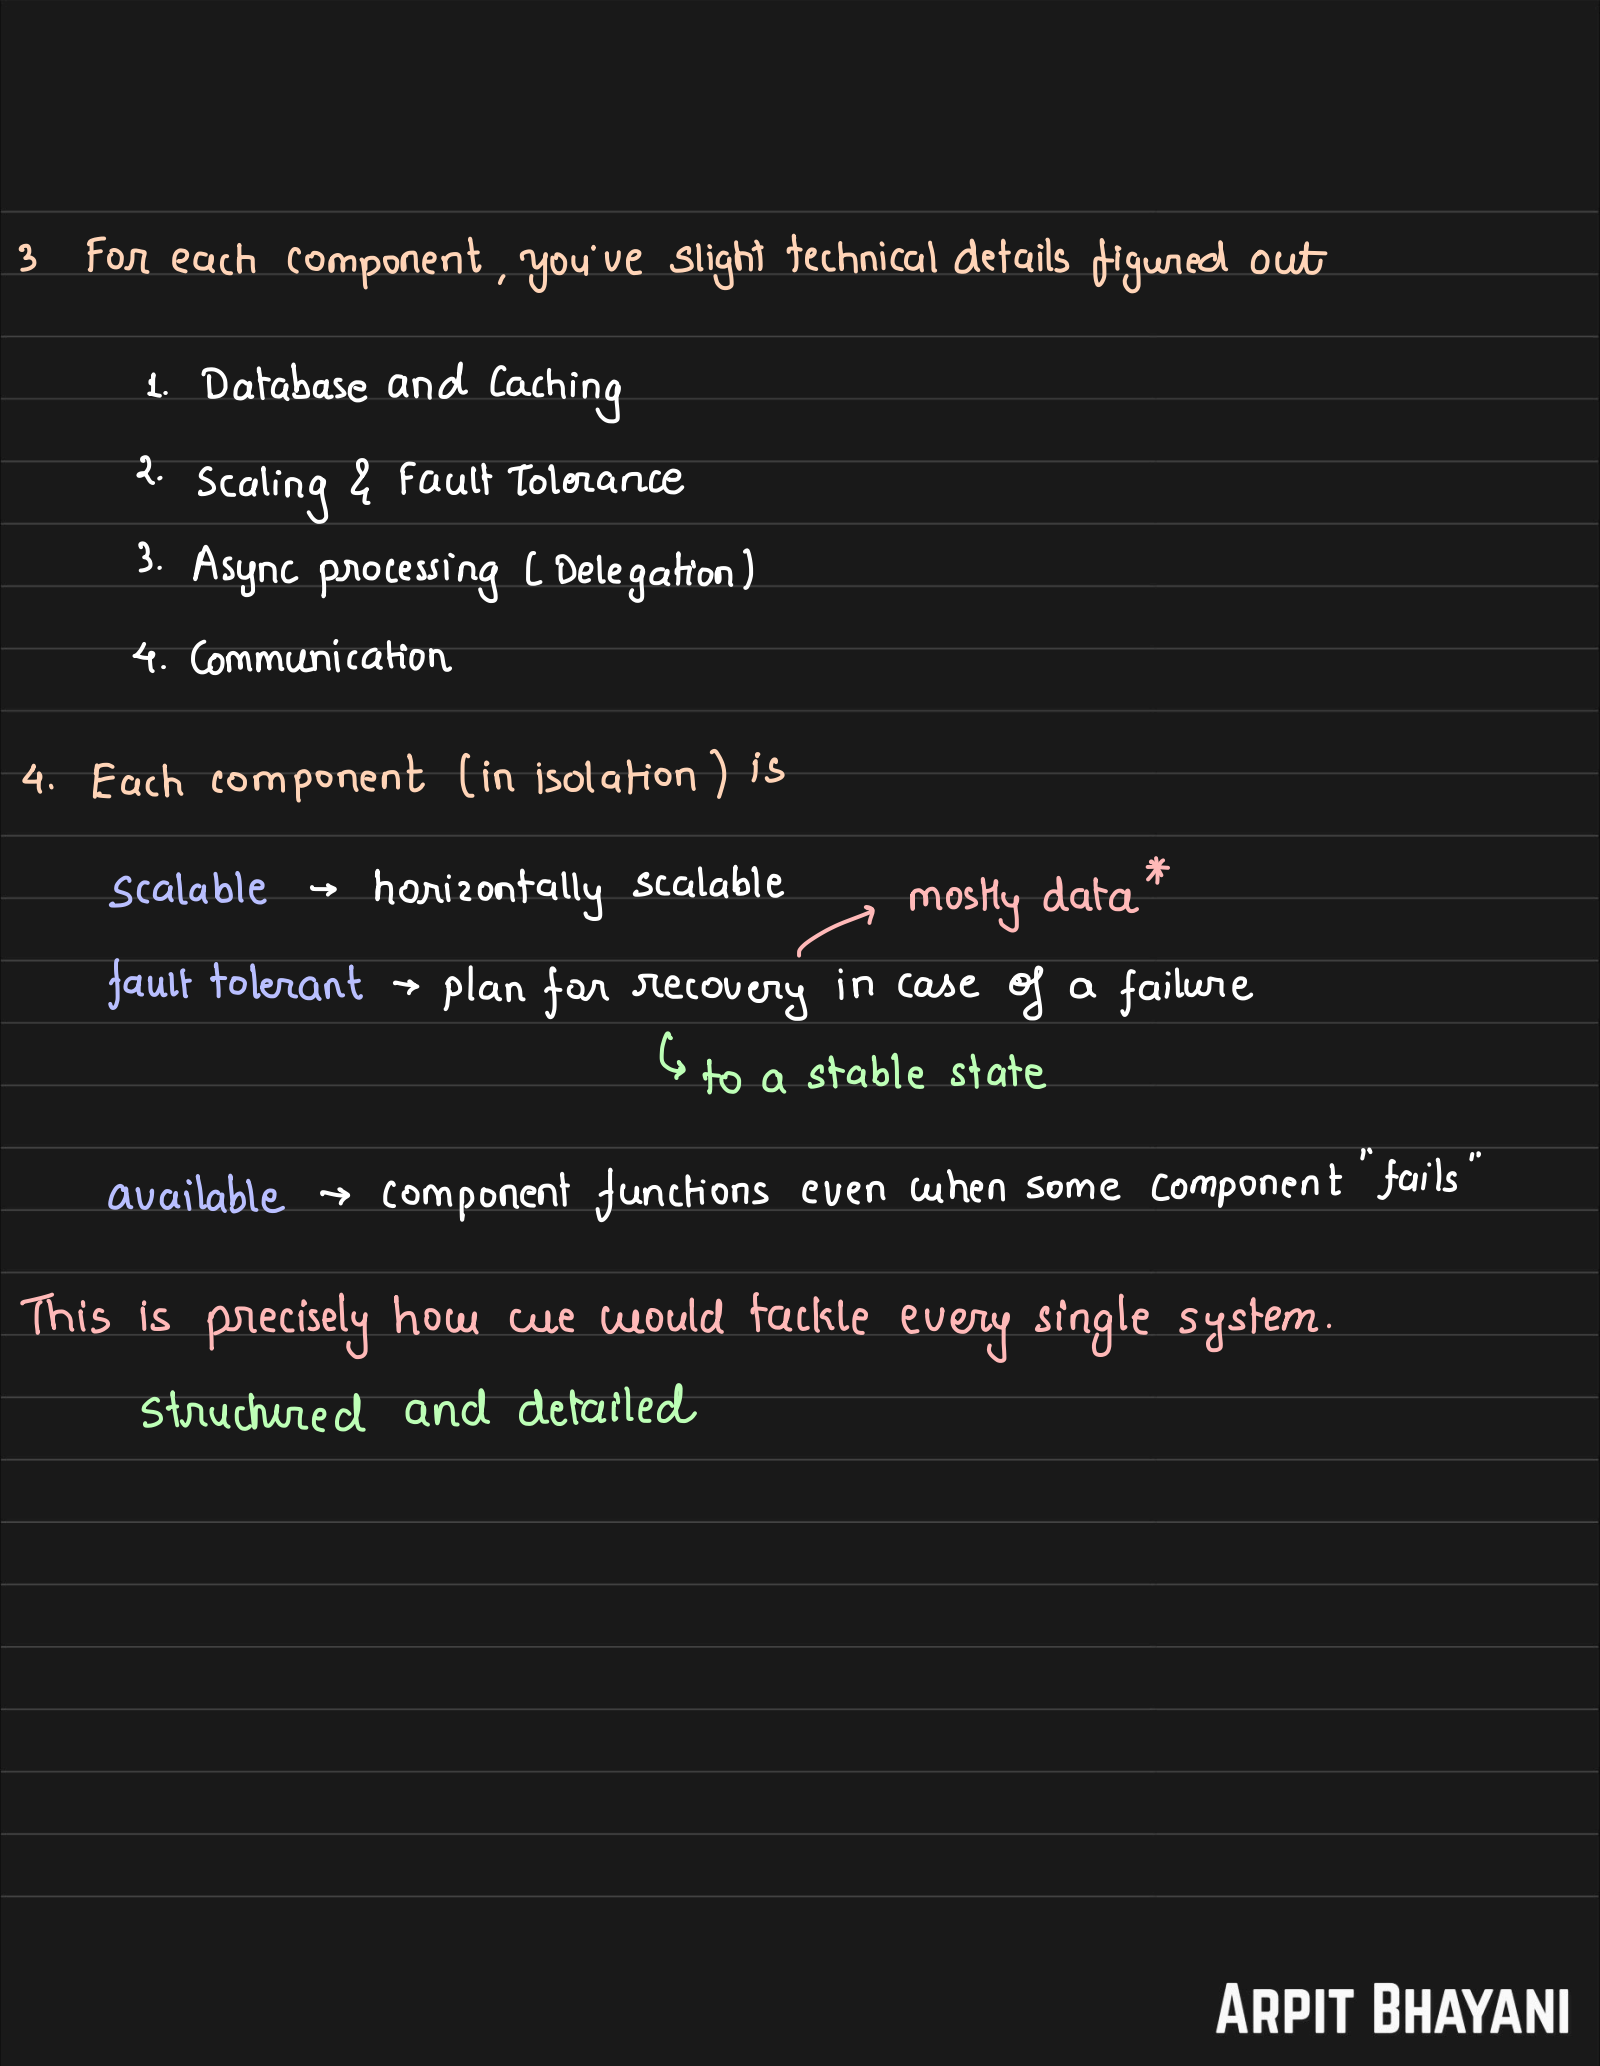 3 For each component, you've slight technical details figured out
1. Database and Caching
2. Scaling & Fault Tolerance
3. Async processing (Delegation)
4. Communication
4. Each component (in isolation) is
scalable → horizontally scalable
mostly data*
fault tolerant → plan for recovery in case of a failure
to a stable state
available → component functions even when some component "fails"
This is precisely how we would tackle every single system.
structured and detailed
ARPIT BHAYANI